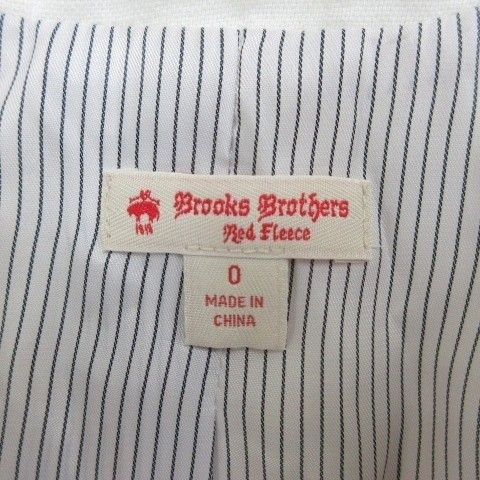 Brooks Brothers
Red Fleece
0
MADE IN
CHINA